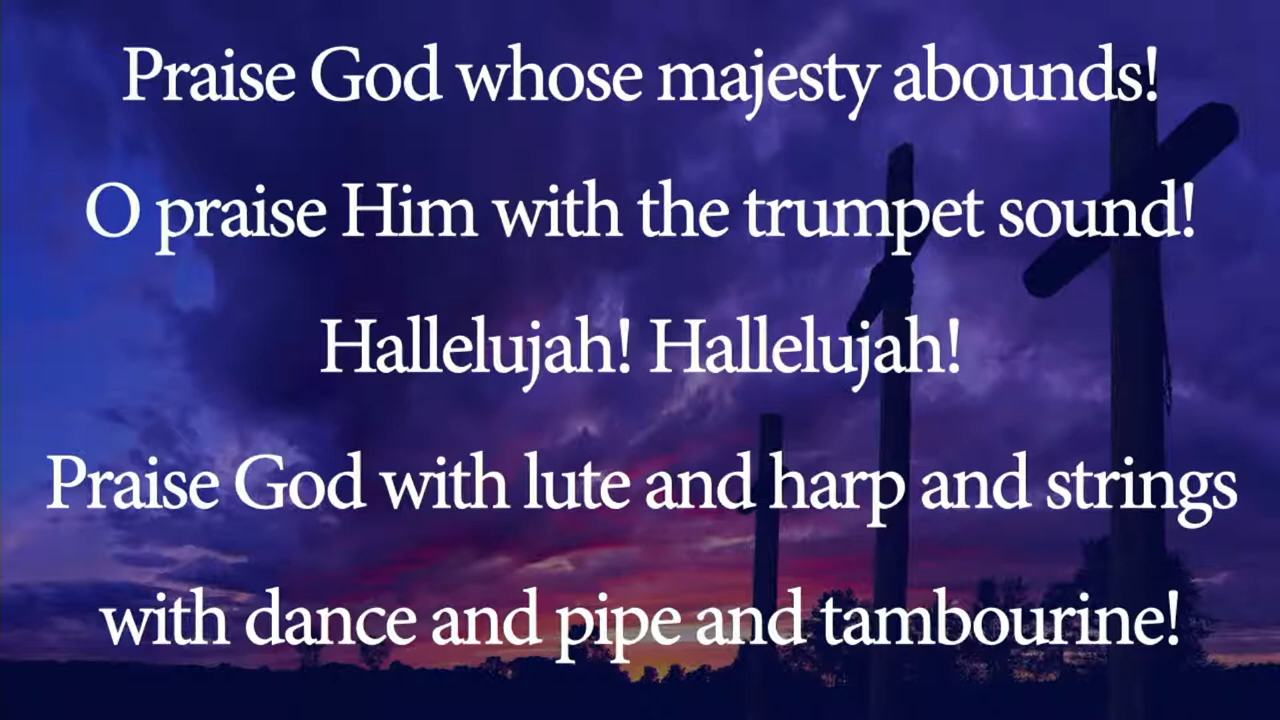 Praise God whose majesty abounds!
O praise Him with the trumpet sound!
Hallelujah! Hallelujah!
Praise God with lute and harp and strings
with dance and pipe and tambourine!